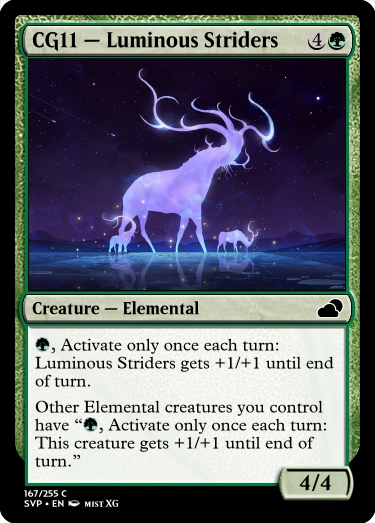 CG11 — Luminous Striders 4
Creature — Elemental
, Activate only once each turn:
Luminous Striders gets +1/+1 until end
of turn.
Other Elemental creatures you control
have “, Activate only once each turn:
This creature gets +1/+1 until end of
turn.”
4/4
167/255 C
SVP • EN MIST XG